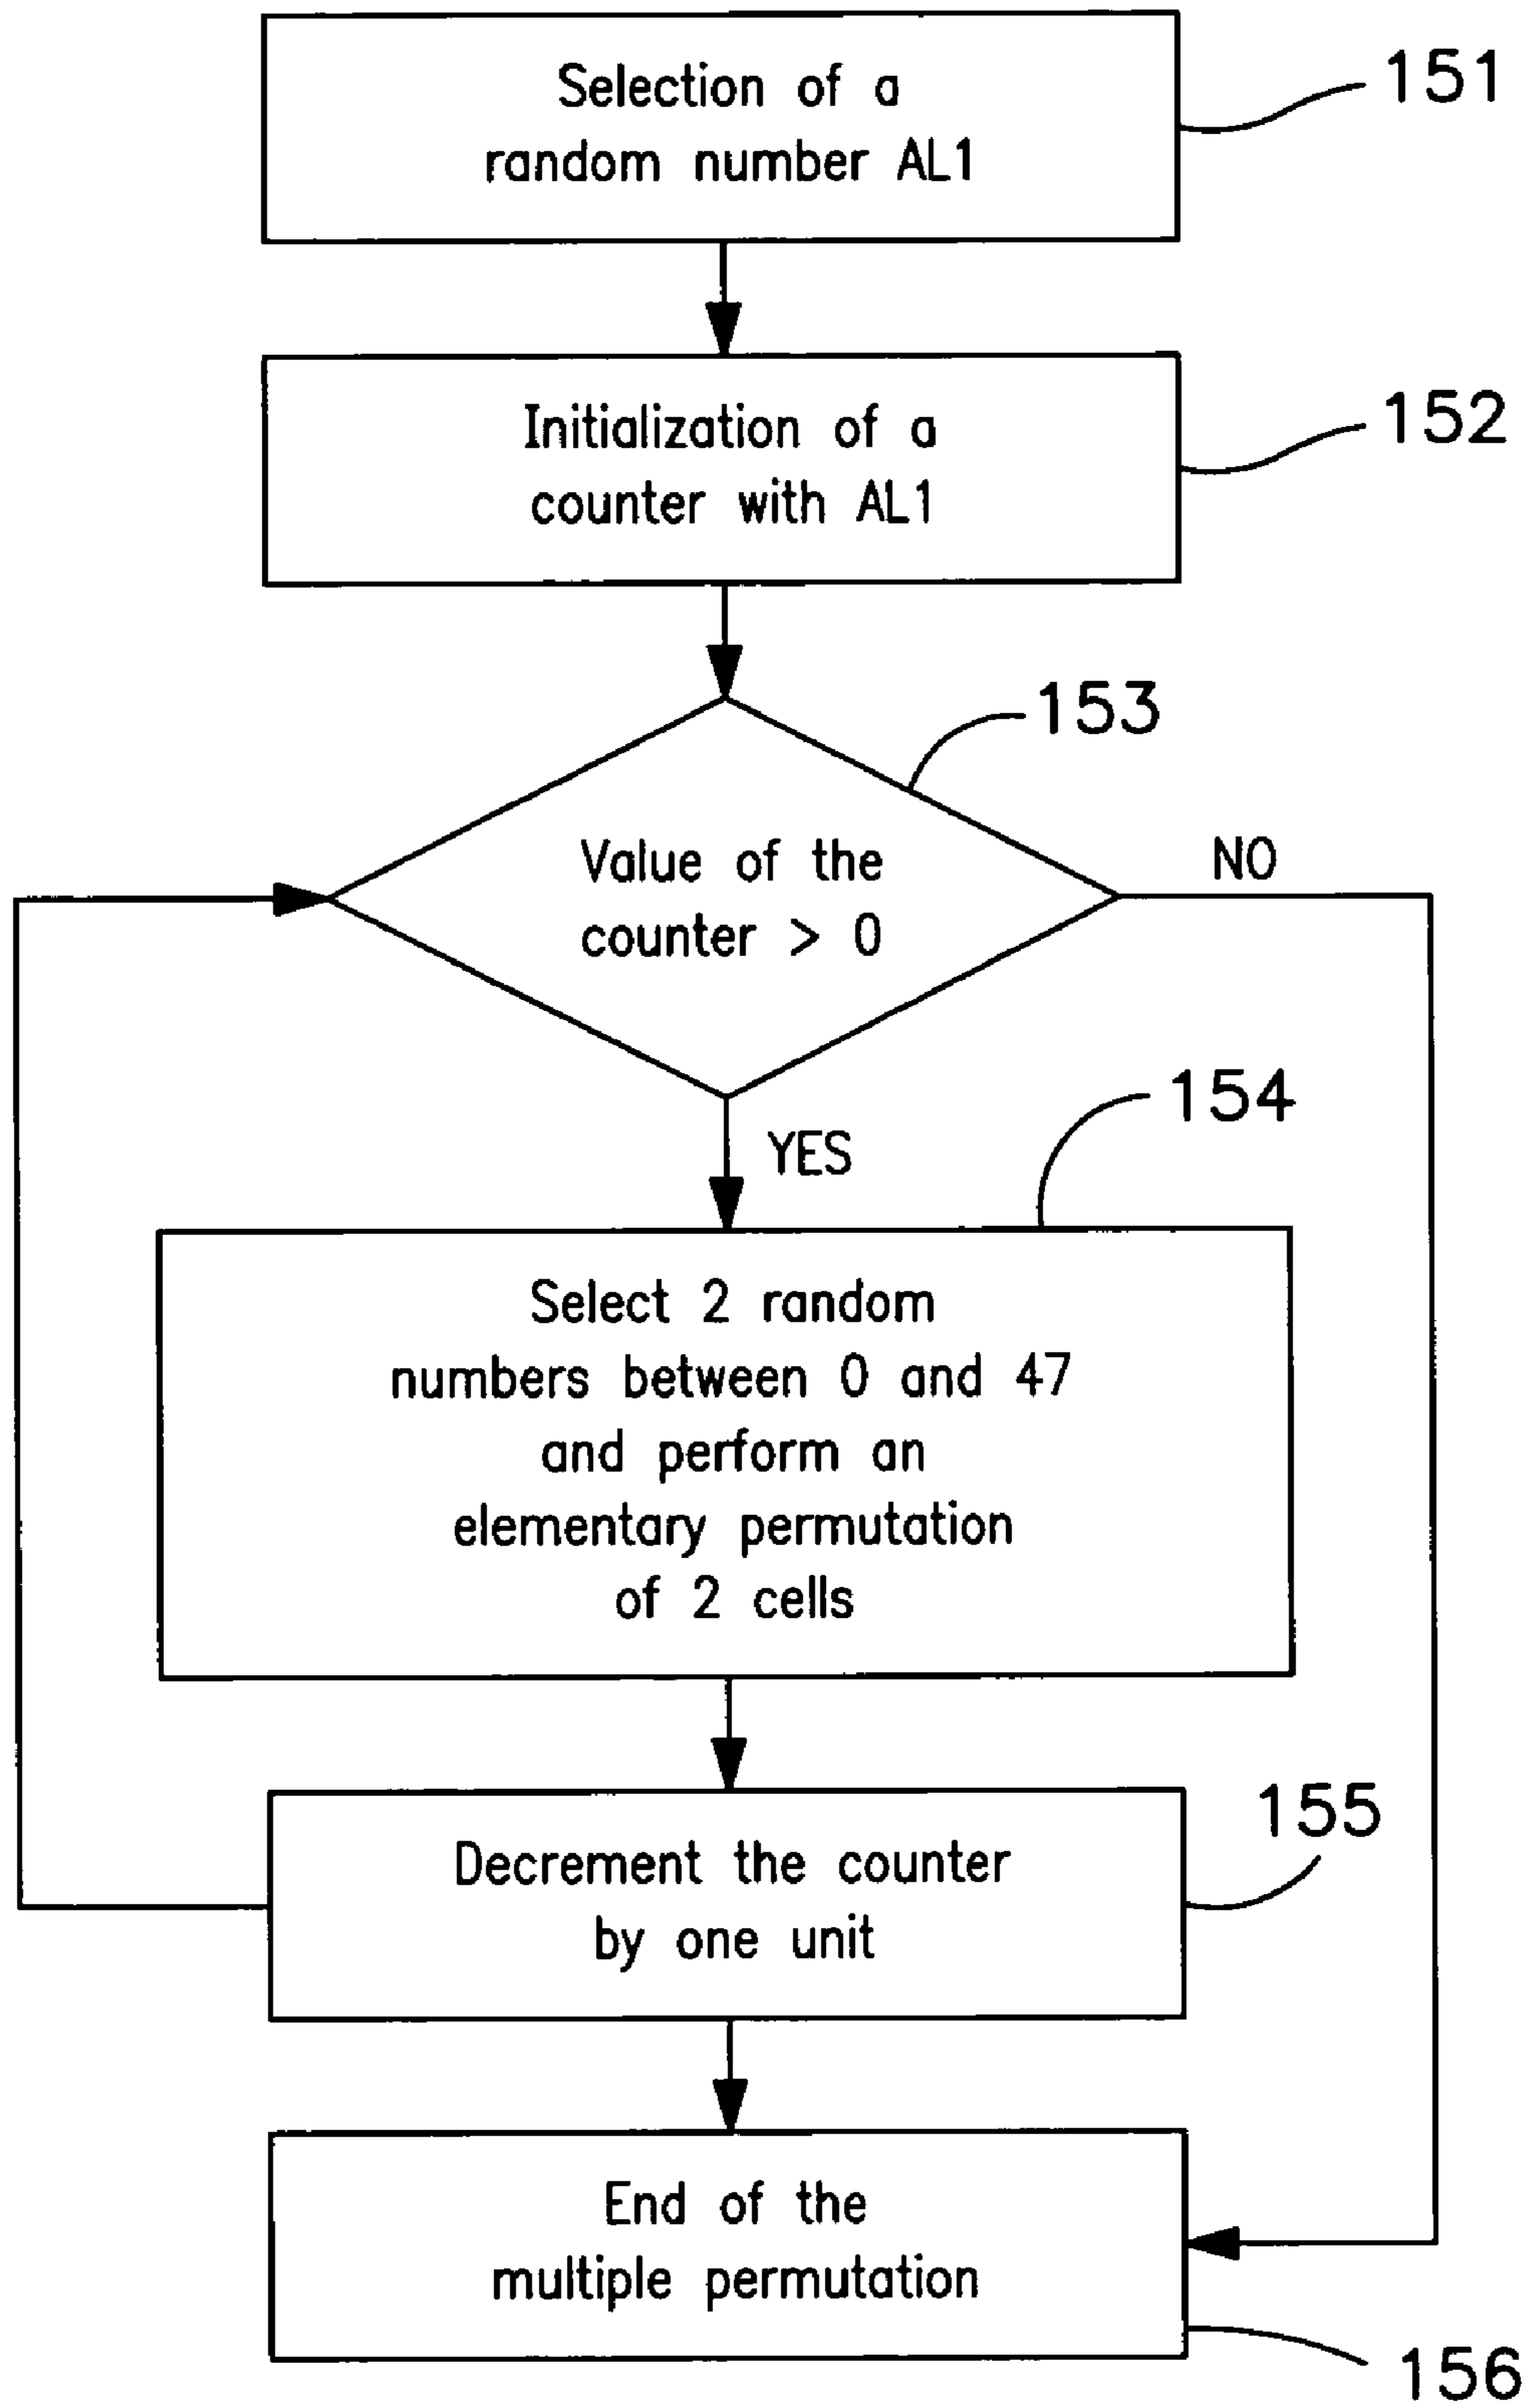 Selection of a
random number AL1
151
Initialization of a
counter with AL1
152
153
Value of the
counter > 0
NO
YES
154
Select 2 random
numbers between 0 and 47
and perform an
elementary permutation
of 2 cells
155
Decrement the counter
by one unit
End of the
multiple permutation
156